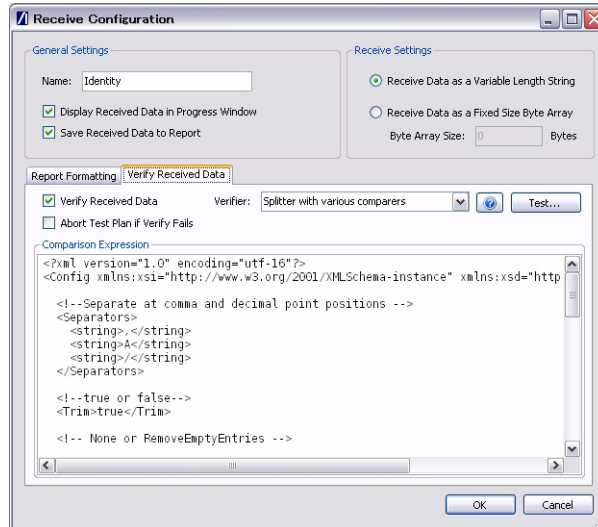 Receive Configuration
General Settings
Name: Identity
Display Received Data in Progress Window
Save Received Data to Report
Receive Settings
Receive Data as a Variable Length String
Receive Data as a Fixed Size Byte Array
Byte Array Size: 0 Bytes
Report Formatting Verify Received Data
Verify Received Data Verifier: Splitter with various comparers Test...
Abort Test Plan if Verify Fails
Comparison Expression
<?xml version="1.0" encoding="utf-16"?>
<Config xmlns:xsi="http://www.w3.org/2001/XMLSchema-instance" xmlns:xsd="http
<!--Separate at comma and decimal point positions -->
<Separators>
<string>,</string>
<string>A</string>
<string>/</string>
</Separators>
<!--true or false-->
<Trim>true</Trim>
<!-- None or RemoveEmptyEntries -->
OK Cancel